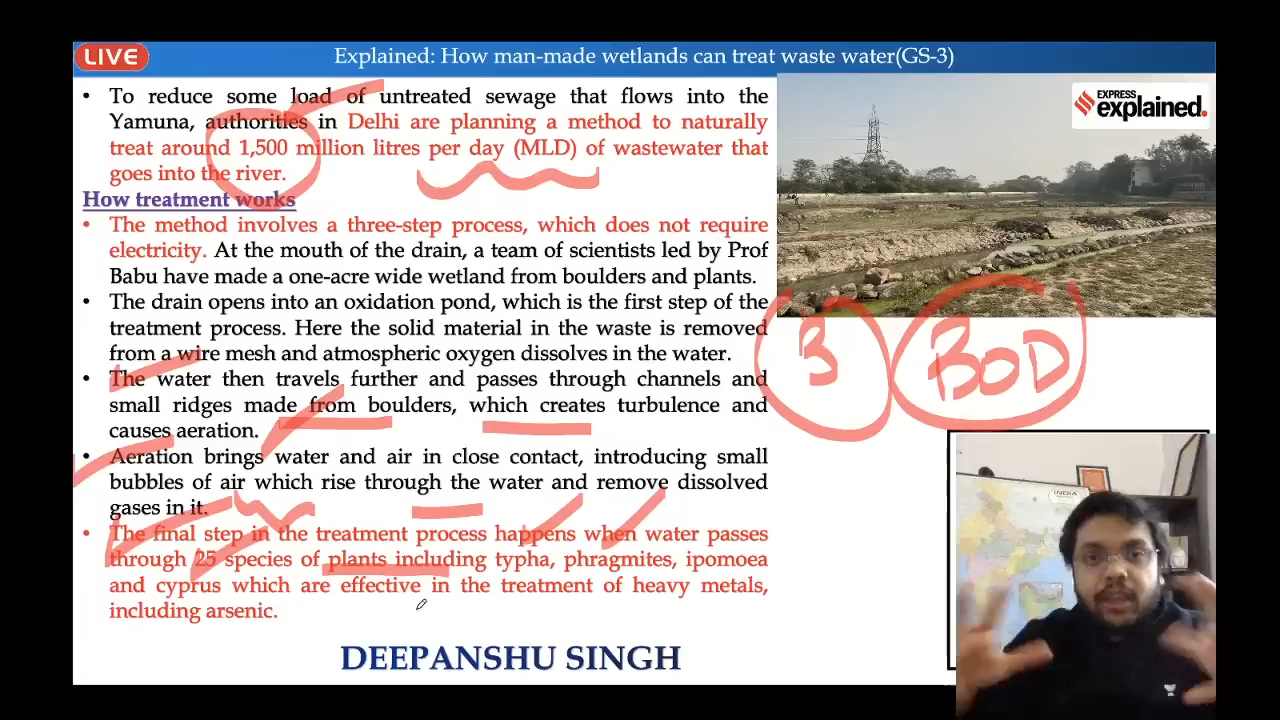 LIVE
Explained: How man-made wetlands can treat waste water(GS-3)
• To reduce some load of untreated sewage that flows into the
Yamuna, authorities in Delhi are planning a method to naturally
treat around 1,500 million litres per day (MLD) of wastewater that
goes into the river.
How treatment works
• The method involves a three-step process, which does not require
electricity. At the mouth of the drain, a team of scientists led by Prof
Babu have made a one-acre wide wetland from boulders and plants.
• The drain opens into an oxidation pond, which is the first step of the
treatment process. Here the solid material in the waste is removed
from a wire mesh and atmospheric oxygen dissolves in the water.
• The water then travels further and passes through channels and
small ridges made from boulders, which creates turbulence and
causes aeration.
• Aeration brings water and air in close contact, introducing small
bubbles of air which rise through the water and remove dissolved
gases in it.
• The final step in the treatment process happens when water passes
through 25 species of plants including typha, phragmites, ipomoea
and cyprus which are effective in the treatment of heavy metals,
including arsenic.
EXPRESS
explained.
3
BOD
INDIA
DEEPANSHU SINGH